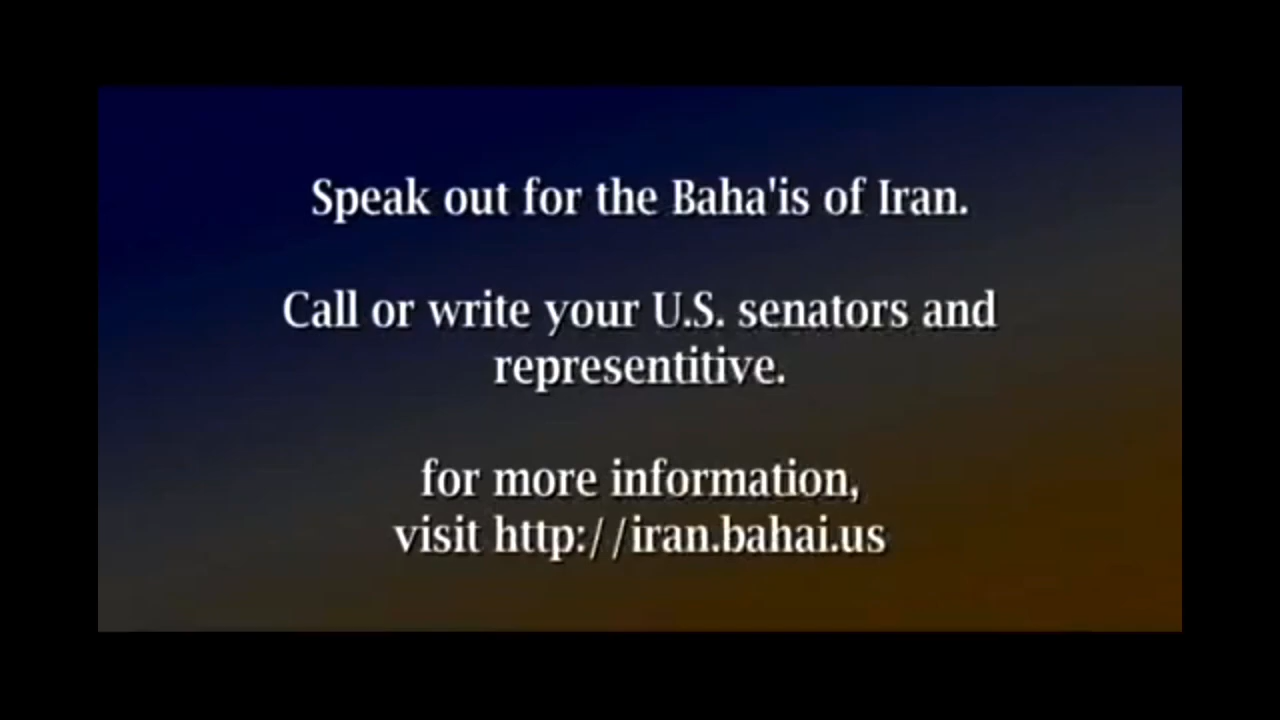 Speak out for the Baha'is of Iran.
Call or write your U.S. senators and
representitive.
for more information,
visit http://iran.bahai.us